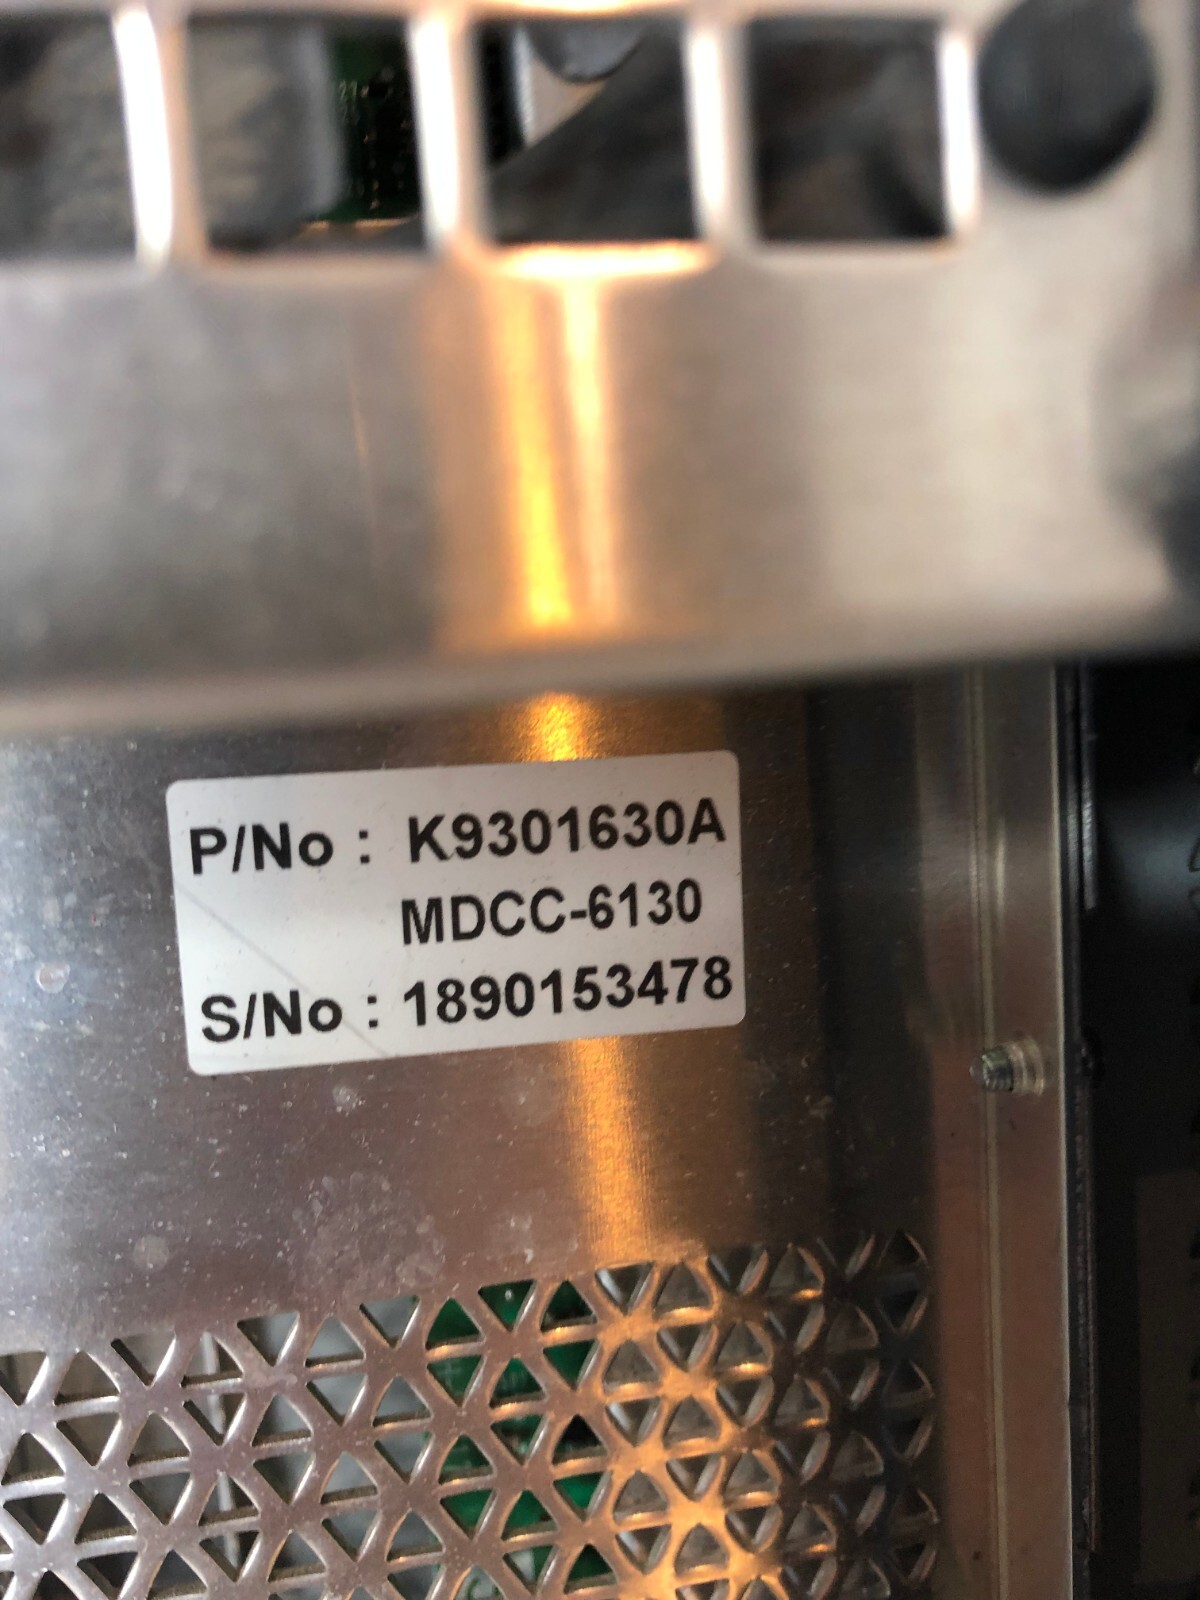 P/No : K9301630A
MDCC-6130
S/No : 1890153478